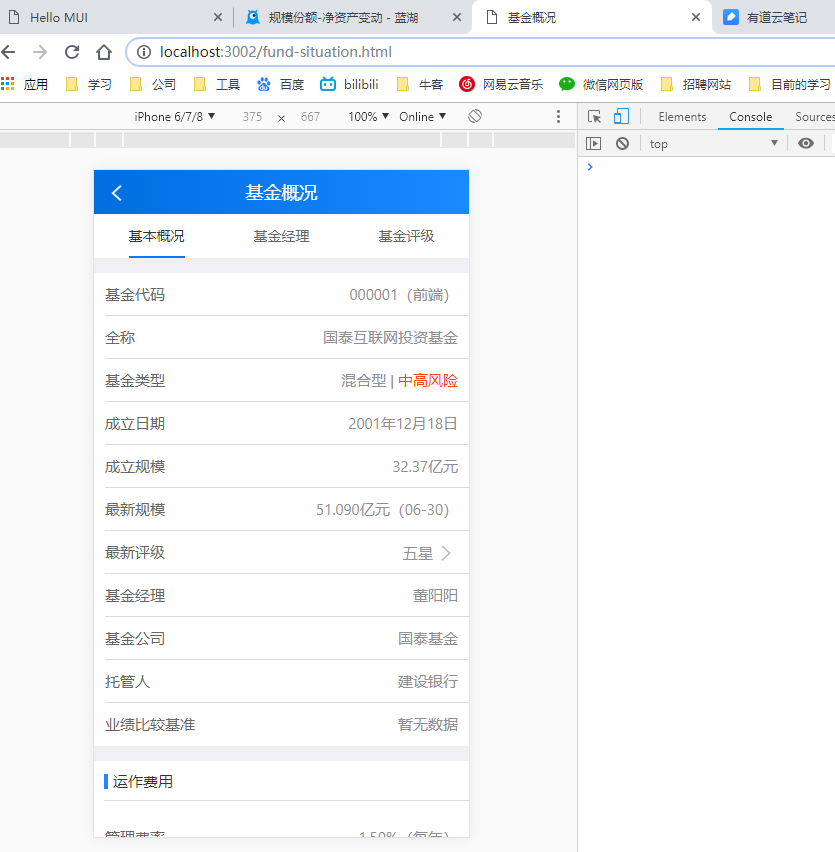 Hello MUI
规模份额-净资产变动 - 蓝湖
基金概况
有道云笔记
localhost:3002/fund-situation.html
应用 学习 公司 工具 百度 bilibili 牛客 网易云音乐 微信网页版 招聘网站 目前的学习
iPhone 6/7/8 ▼ 375 × 667 100% ▼ Online ▼
Elements Console Sources
top ▼
基金概况
基本概况 基金经理 基金评级
基金代码 000001（前端）
全称 国泰互联网投资基金
基金类型 混合型 | 中高风险
成立日期 2001年12月18日
成立规模 32.37亿元
最新规模 51.090亿元（06-30）
最新评级 五星
基金经理 董阳阳
基金公司 国泰基金
托管人 建设银行
业绩比较基准 暂无数据
运作费用
管理费率 1.50%（每年）